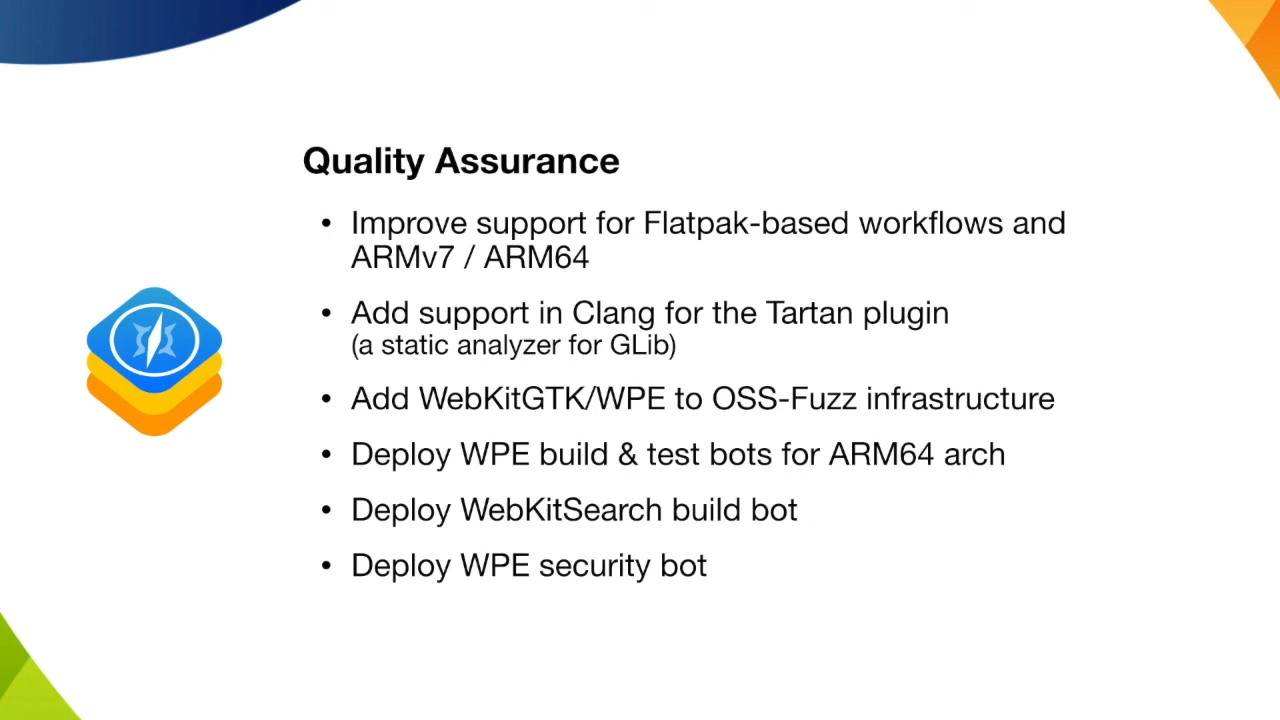 Quality Assurance
• Improve support for Flatpak-based workflows and
ARMv7 / ARM64
• Add support in Clang for the Tartan plugin
(a static analyzer for GLib)
• Add WebKitGTK/WPE to OSS-Fuzz infrastructure
• Deploy WPE build & test bots for ARM64 arch
• Deploy WebKitSearch build bot
• Deploy WPE security bot